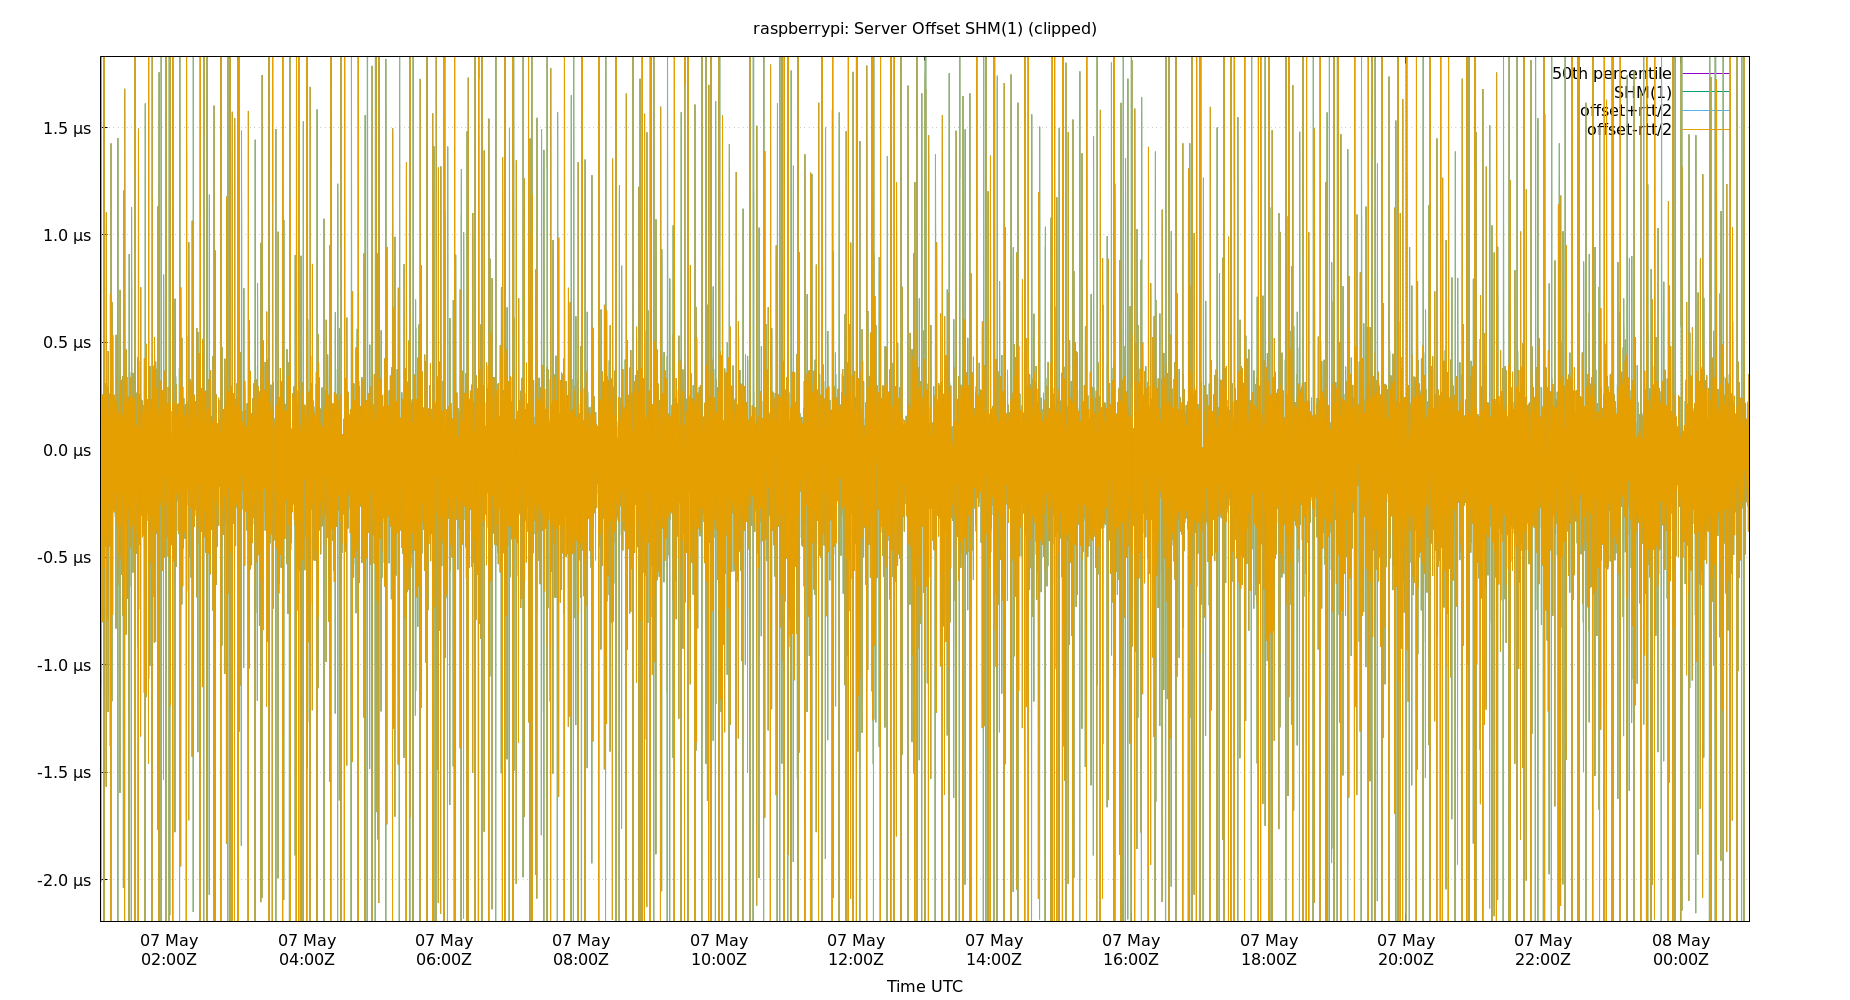 raspberrypi: Server Offset SHM(1) (clipped)
50th percentile
SHM(1)
offset+rtt/2
offset-rtt/2
1.5 µs
1.0 µs
0.5 µs
0.0 µs
-0.5 µs
-1.0 µs
-1.5 µs
-2.0 µs
07 May 07 May 07 May 07 May 07 May 07 May 07 May 07 May 07 May 07 May 07 May 08 May
02:00Z 04:00Z 06:00Z 08:00Z 10:00Z 12:00Z 14:00Z 16:00Z 18:00Z 20:00Z 22:00Z 00:00Z
Time UTC